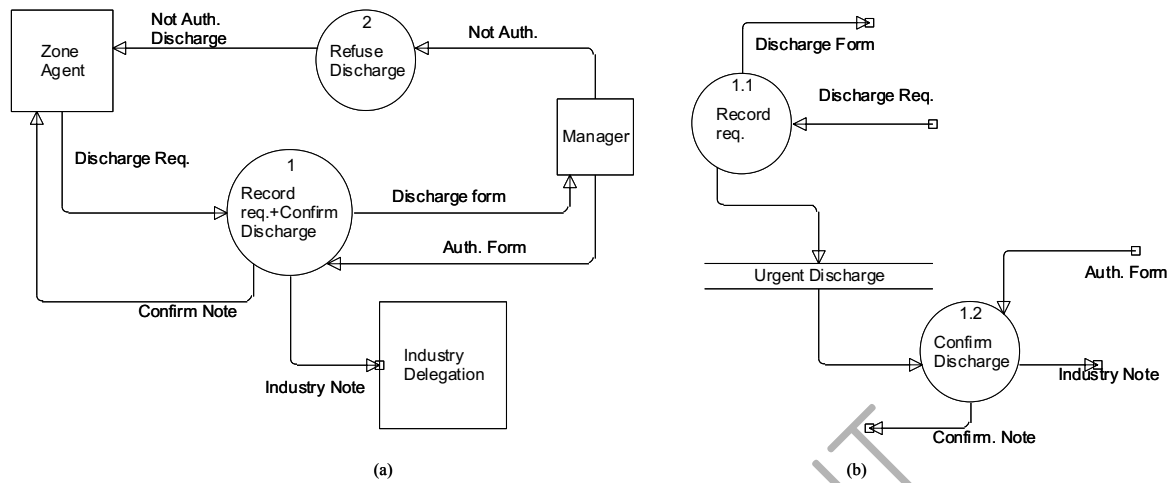 Not Auth.
Discharge
2
Refuse
Discharge
Not Auth.
Zone
Agent
Manager
Discharge Req.
1
Record
req.+Confirm
Discharge
Discharge form
Auth. Form
Confirm Note
Industry
Delegation
Industry Note
(a)
Discharge Form
1.1
Record
req.
Discharge Req.
Urgent Discharge
Auth. Form
1.2
Confirm
Discharge
Industry Note
Confirm. Note
(b)